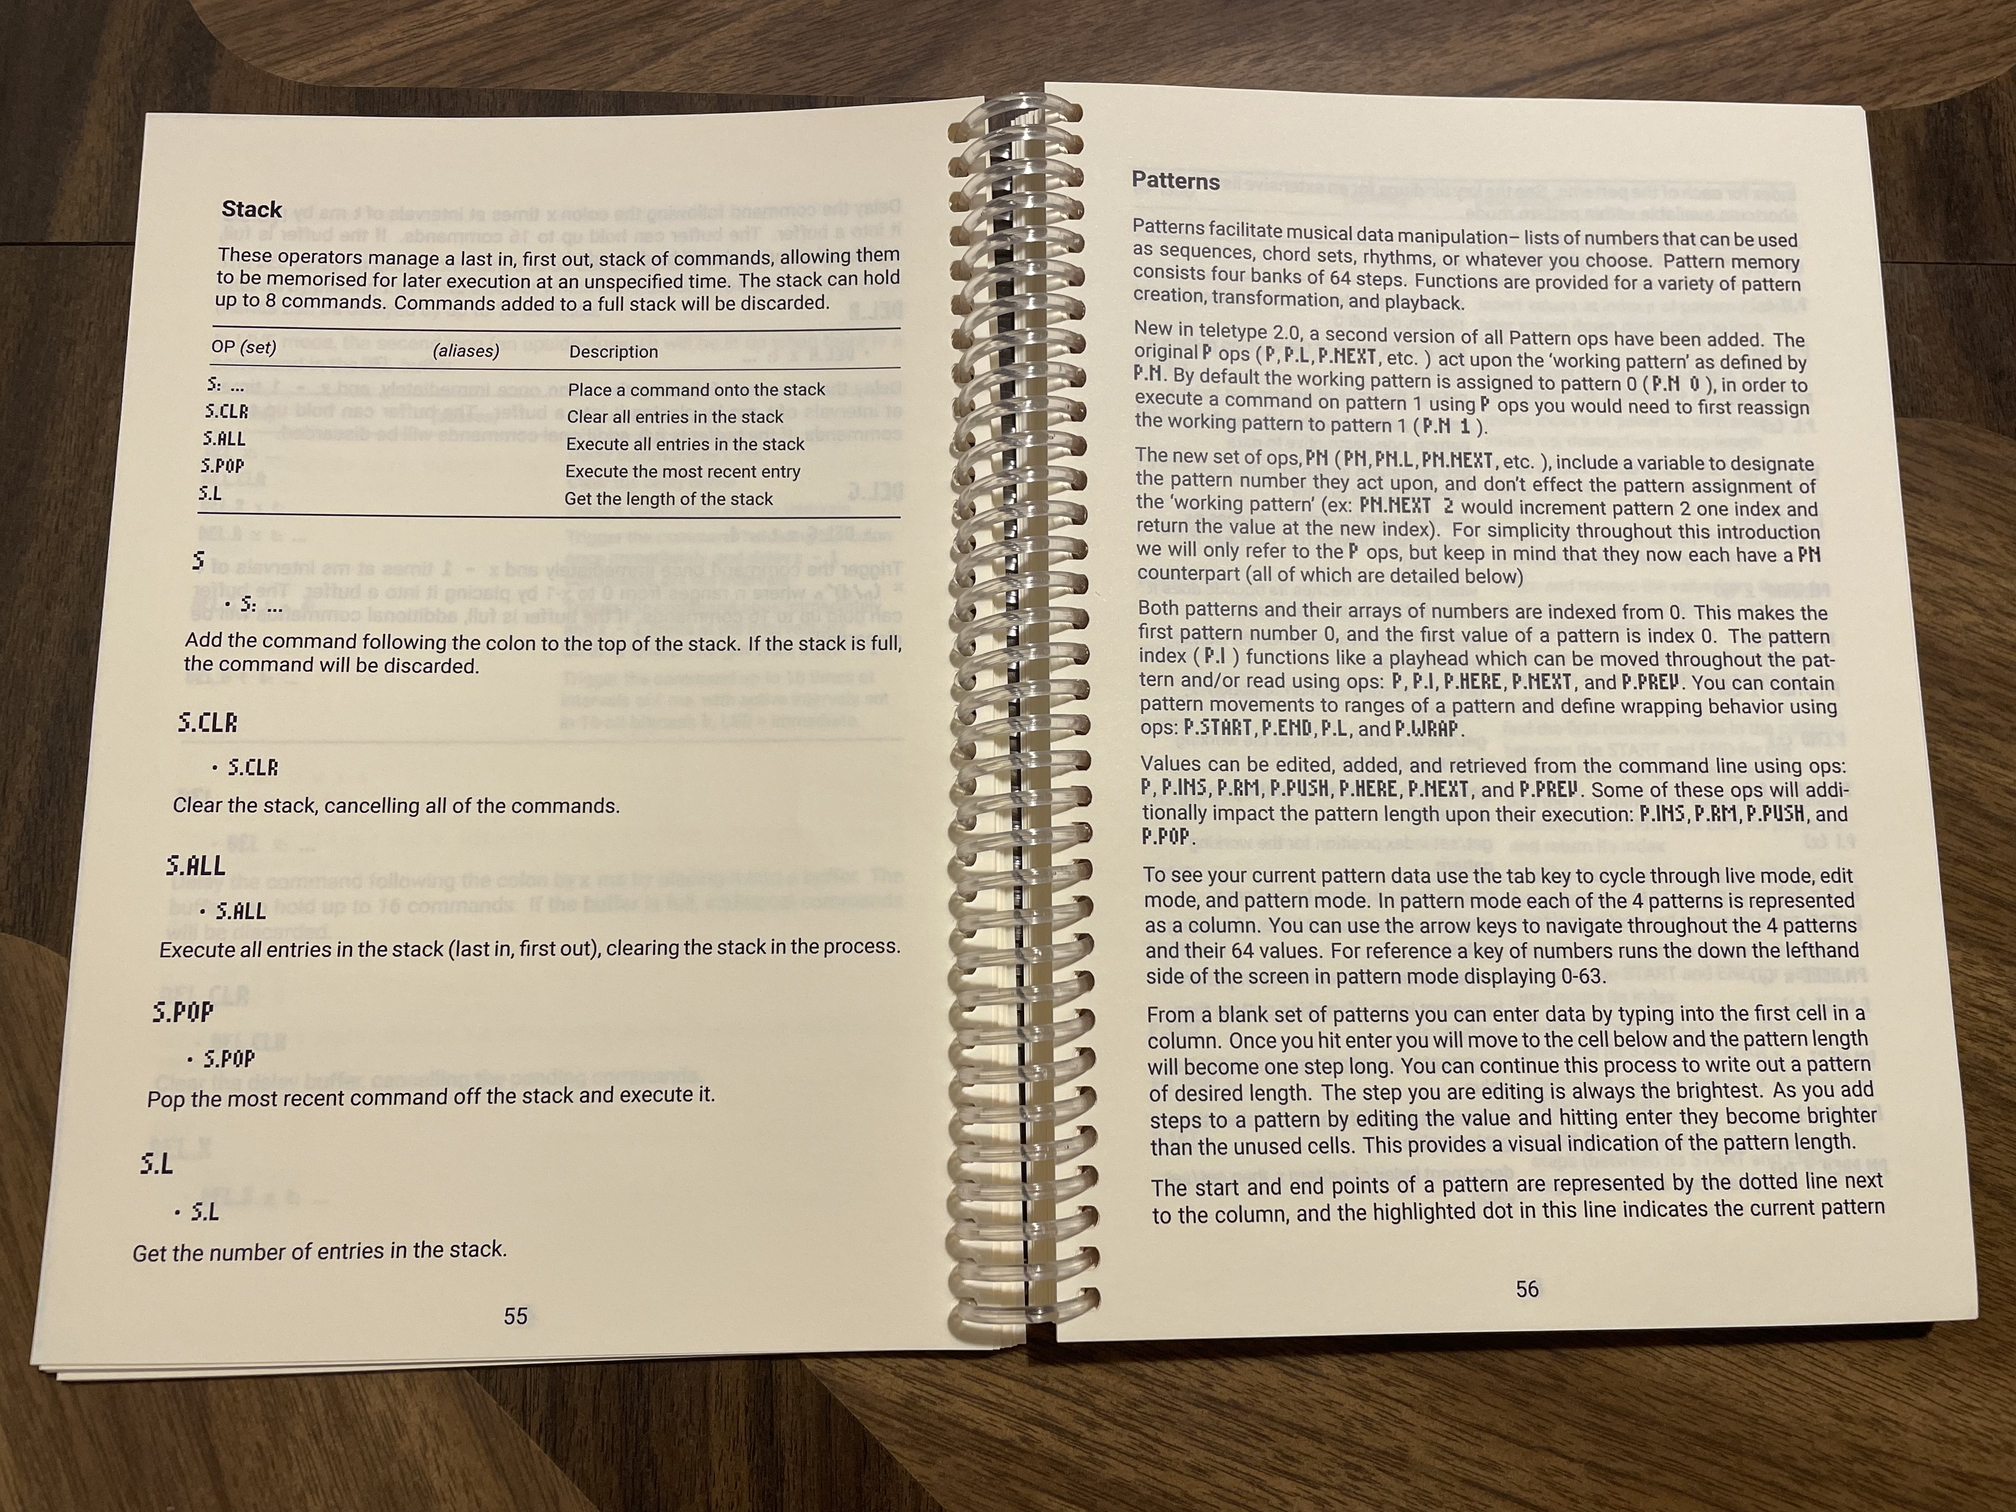 Stack
These operators manage a last in, first out, stack of commands, allowing them
to be memorised for later execution at an unspecified time. The stack can hold
up to 8 commands. Commands added to a full stack will be discarded.
OP (set) (aliases) Description
S: ... Place a command onto the stack
S.CLR Clear all entries in the stack
S.ALL Execute all entries in the stack
S.POP Execute the most recent entry
S.L Get the length of the stack
S
• S: ...
Add the command following the colon to the top of the stack. If the stack is full,
the command will be discarded.
S.CLR
• S.CLR
Clear the stack, cancelling all of the commands.
S.ALL
• S.ALL
Execute all entries in the stack (last in, first out), clearing the stack in the process.
S.POP
• S.POP
Pop the most recent command off the stack and execute it.
S.L
• S.L
Get the number of entries in the stack.
55
Patterns
Patterns facilitate musical data manipulation– lists of numbers that can be used
as sequences, chord sets, rhythms, or whatever you choose. Pattern memory
consists four banks of 64 steps. Functions are provided for a variety of pattern
creation, transformation, and playback.
New in teletype 2.0, a second version of all Pattern ops have been added. The
original P ops ( P, P.L, P.NEXT, etc. ) act upon the ‘working pattern’ as defined by
P.N. By default the working pattern is assigned to pattern 0 ( P.N 0 ), in order to
execute a command on pattern 1 using P ops you would need to first reassign
the working pattern to pattern 1 ( P.N 1 ).
The new set of ops, PN ( PN, PN.L, PN.NEXT, etc. ), include a variable to designate
the pattern number they act upon, and don’t effect the pattern assignment of
the ‘working pattern’ (ex: PN.NEXT 2 would increment pattern 2 one index and
return the value at the new index). For simplicity throughout this introduction
we will only refer to the P ops, but keep in mind that they now each have a PN
counterpart (all of which are detailed below)
Both patterns and their arrays of numbers are indexed from 0. This makes the
first pattern number 0, and the first value of a pattern is index 0. The pattern
index ( P.I ) functions like a playhead which can be moved throughout the pat-
tern and/or read using ops: P, P.I, P.HERE, P.NEXT, and P.PREV. You can contain
pattern movements to ranges of a pattern and define wrapping behavior using
ops: P.START, P.END, P.L, and P.WRAP.
Values can be edited, added, and retrieved from the command line using ops:
P, P.INS, P.RM, P.PUSH, P.HERE, P.NEXT, and P.PREV. Some of these ops will addi-
tionally impact the pattern length upon their execution: P.INS, P.RM, P.PUSH, and
P.POP.
To see your current pattern data use the tab key to cycle through live mode, edit
mode, and pattern mode. In pattern mode each of the 4 patterns is represented
as a column. You can use the arrow keys to navigate throughout the 4 patterns
and their 64 values. For reference a key of numbers runs the down the lefthand
side of the screen in pattern mode displaying 0-63.
From a blank set of patterns you can enter data by typing into the first cell in a
column. Once you hit enter you will move to the cell below and the pattern length
will become one step long. You can continue this process to write out a pattern
of desired length. The step you are editing is always the brightest. As you add
steps to a pattern by editing the value and hitting enter they become brighter
than the unused cells. This provides a visual indication of the pattern length.
The start and end points of a pattern are represented by the dotted line next
to the column, and the highlighted dot in this line indicates the current pattern
56